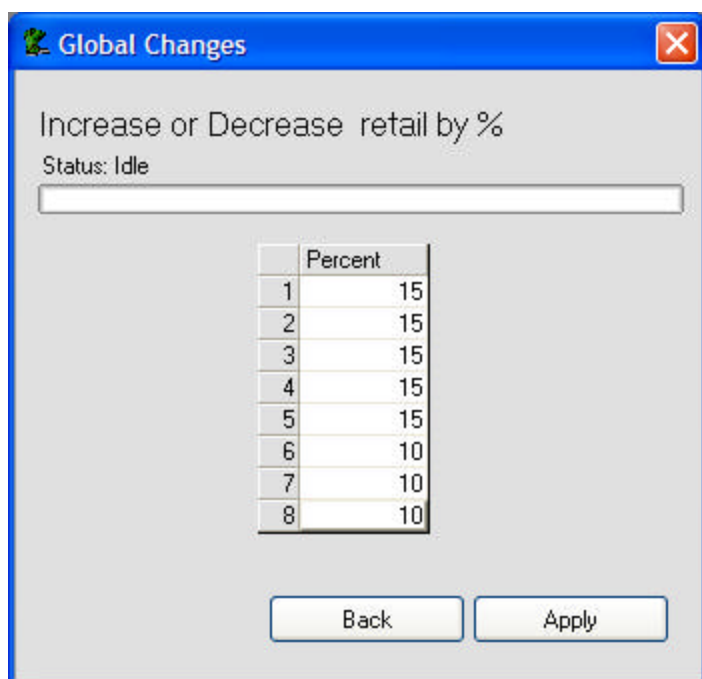 Global Changes
Increase or Decrease retail by %
Status: Idle
Percent
1 15
2 15
3 15
4 15
5 15
6 10
7 10
8 10
Back Apply